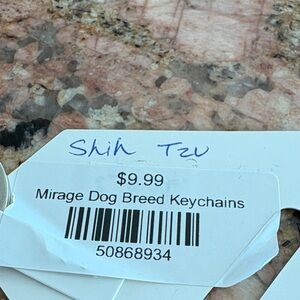 Shih Tzu
$9.99
Mirage Dog Breed Keychains
50868934